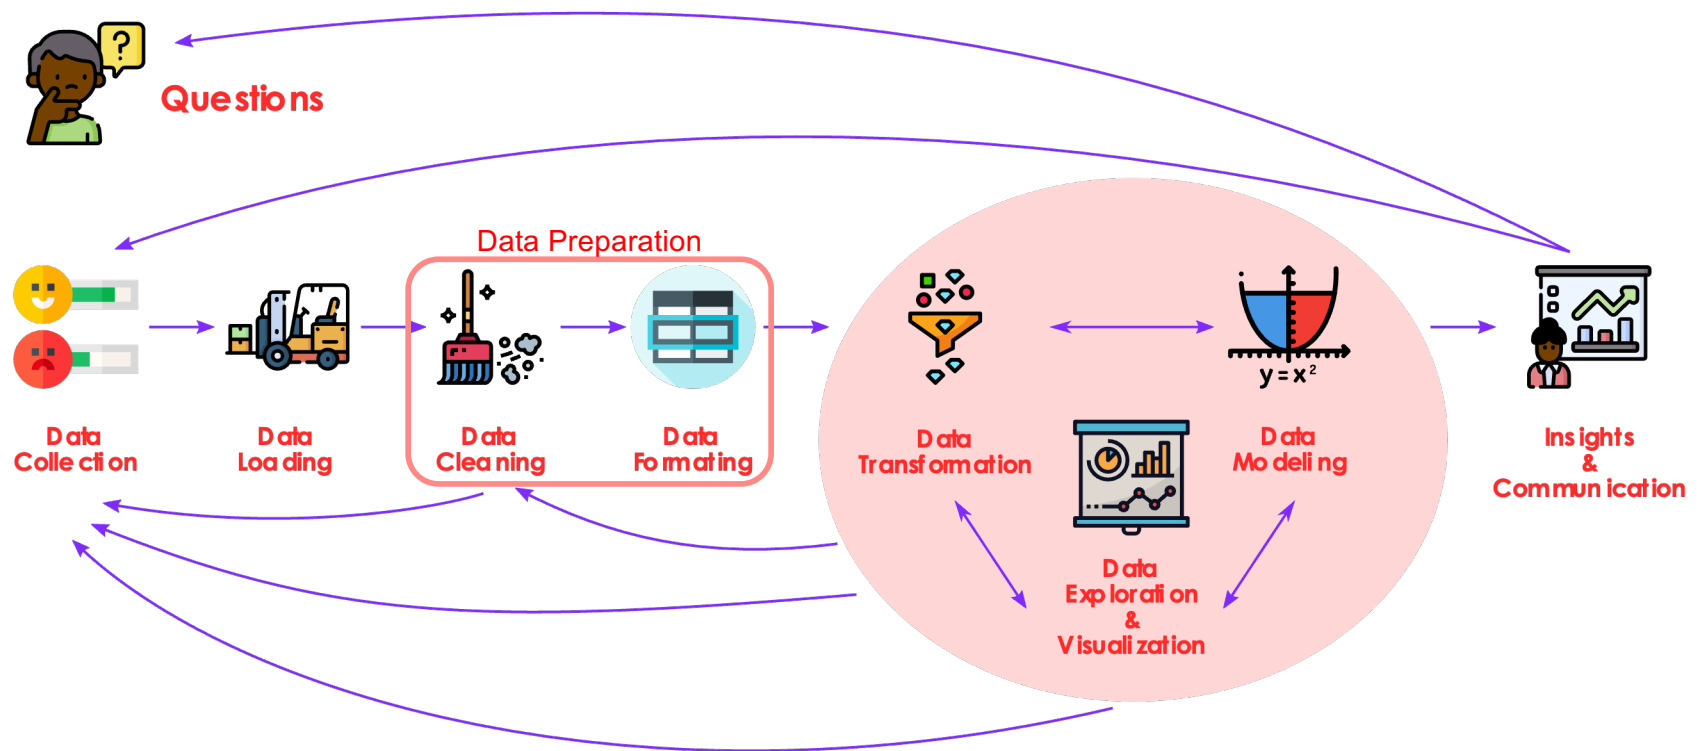 ?
Questions
Data Preparation
y = x²
Data
Collection
Data
Loading
Data
Cleaning
Data
Formating
Data
Transformation
Data
Modeling
Insights
&
Communication
Data
Exploration
&
Visualization